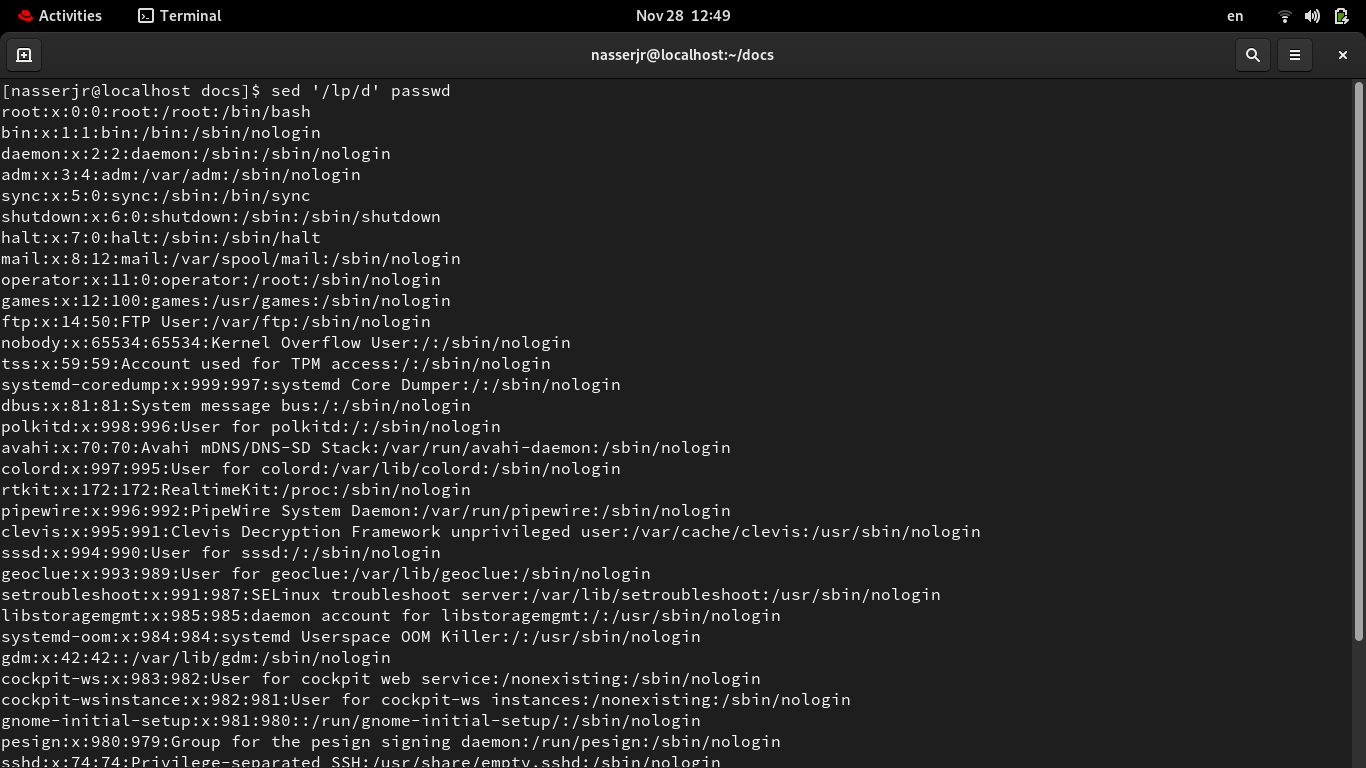 Activities Terminal Nov 28 12:49 en
nasserjr@localhost:~/docs
[nasserjr@localhost docs]$ sed '/lp/d' passwd
root:x:0:0:root:/root:/bin/bash
bin:x:1:1:bin:/bin:/sbin/nologin
daemon:x:2:2:daemon:/sbin:/sbin/nologin
adm:x:3:4:adm:/var/adm:/sbin/nologin
sync:x:5:0:sync:/sbin:/bin/sync
shutdown:x:6:0:shutdown:/sbin:/sbin/shutdown
halt:x:7:0:halt:/sbin:/sbin/halt
mail:x:8:12:mail:/var/spool/mail:/sbin/nologin
operator:x:11:0:operator:/root:/sbin/nologin
games:x:12:100:games:/usr/games:/sbin/nologin
ftp:x:14:50:FTP User:/var/ftp:/sbin/nologin
nobody:x:65534:65534:Kernel Overflow User:/:/sbin/nologin
tss:x:59:59:Account used for TPM access:/:/sbin/nologin
systemd-coredump:x:999:997:systemd Core Dumper:/:/sbin/nologin
dbus:x:81:81:System message bus:/:/sbin/nologin
polkitd:x:998:996:User for polkitd:/:/sbin/nologin
avahi:x:70:70:Avahi mDNS/DNS-SD Stack:/var/run/avahi-daemon:/sbin/nologin
colord:x:997:995:User for colord:/var/lib/colord:/sbin/nologin
rtkit:x:172:172:RealtimeKit:/proc:/sbin/nologin
pipewire:x:996:992:PipeWire System Daemon:/var/run/pipewire:/sbin/nologin
clevis:x:995:991:Clevis Decryption Framework unprivileged user:/var/cache/clevis:/usr/sbin/nologin
sssd:x:994:990:User for sssd:/:/sbin/nologin
geoclue:x:993:989:User for geoclue:/var/lib/geoclue:/sbin/nologin
setroubleshoot:x:991:987:SELinux troubleshoot server:/var/lib/setroubleshoot:/usr/sbin/nologin
libstoragemgmt:x:985:985:daemon account for libstoragemgmt:/:/usr/sbin/nologin
systemd-oom:x:984:984:systemd Userspace OOM Killer:/:/usr/sbin/nologin
gdm:x:42:42::/var/lib/gdm:/sbin/nologin
cockpit-ws:x:983:982:User for cockpit web service:/nonexisting:/sbin/nologin
cockpit-wsinstance:x:982:981:User for cockpit-ws instances:/nonexisting:/sbin/nologin
gnome-initial-setup:x:981:980::/run/gnome-initial-setup/:/sbin/nologin
pesign:x:980:979:Group for the pesign signing daemon:/run/pesign:/sbin/nologin
sshd:x:74:74:Privilege-separated SSH:/usr/share/empty.sshd:/sbin/nologin